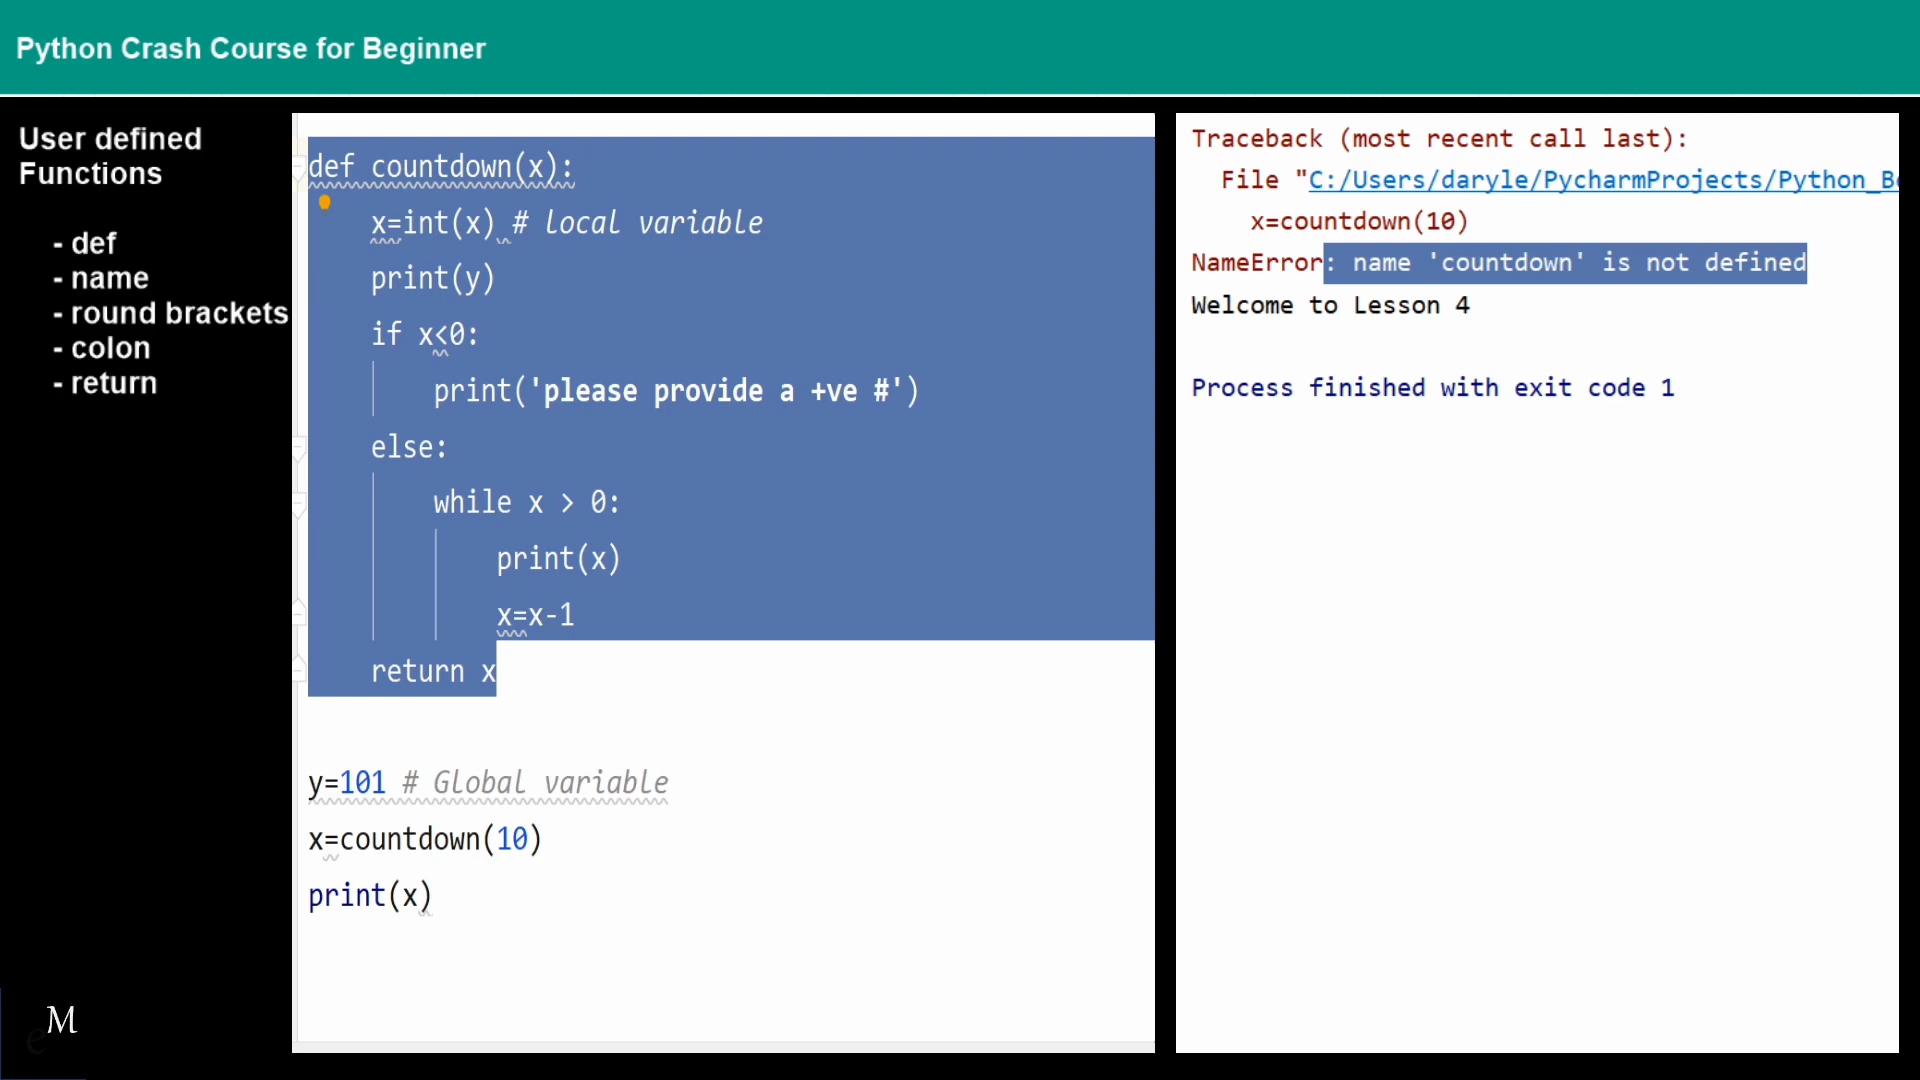 Python Crash Course for Beginner
User defined
Functions
- def
- name
- round brackets
- colon
- return
def countdown(x):
x=int(x) # local variable
print(y)
if x<0:
print('please provide a +ve #')
else:
while x > 0:
print(x)
x=x-1
return x
y=101 # Global variable
x=countdown(10)
print(x)
Traceback (most recent call last):
File "C:/Users/daryle/PycharmProjects/Python_B
x=countdown(10)
NameError: name 'countdown' is not defined
Welcome to Lesson 4
Process finished with exit code 1
eM